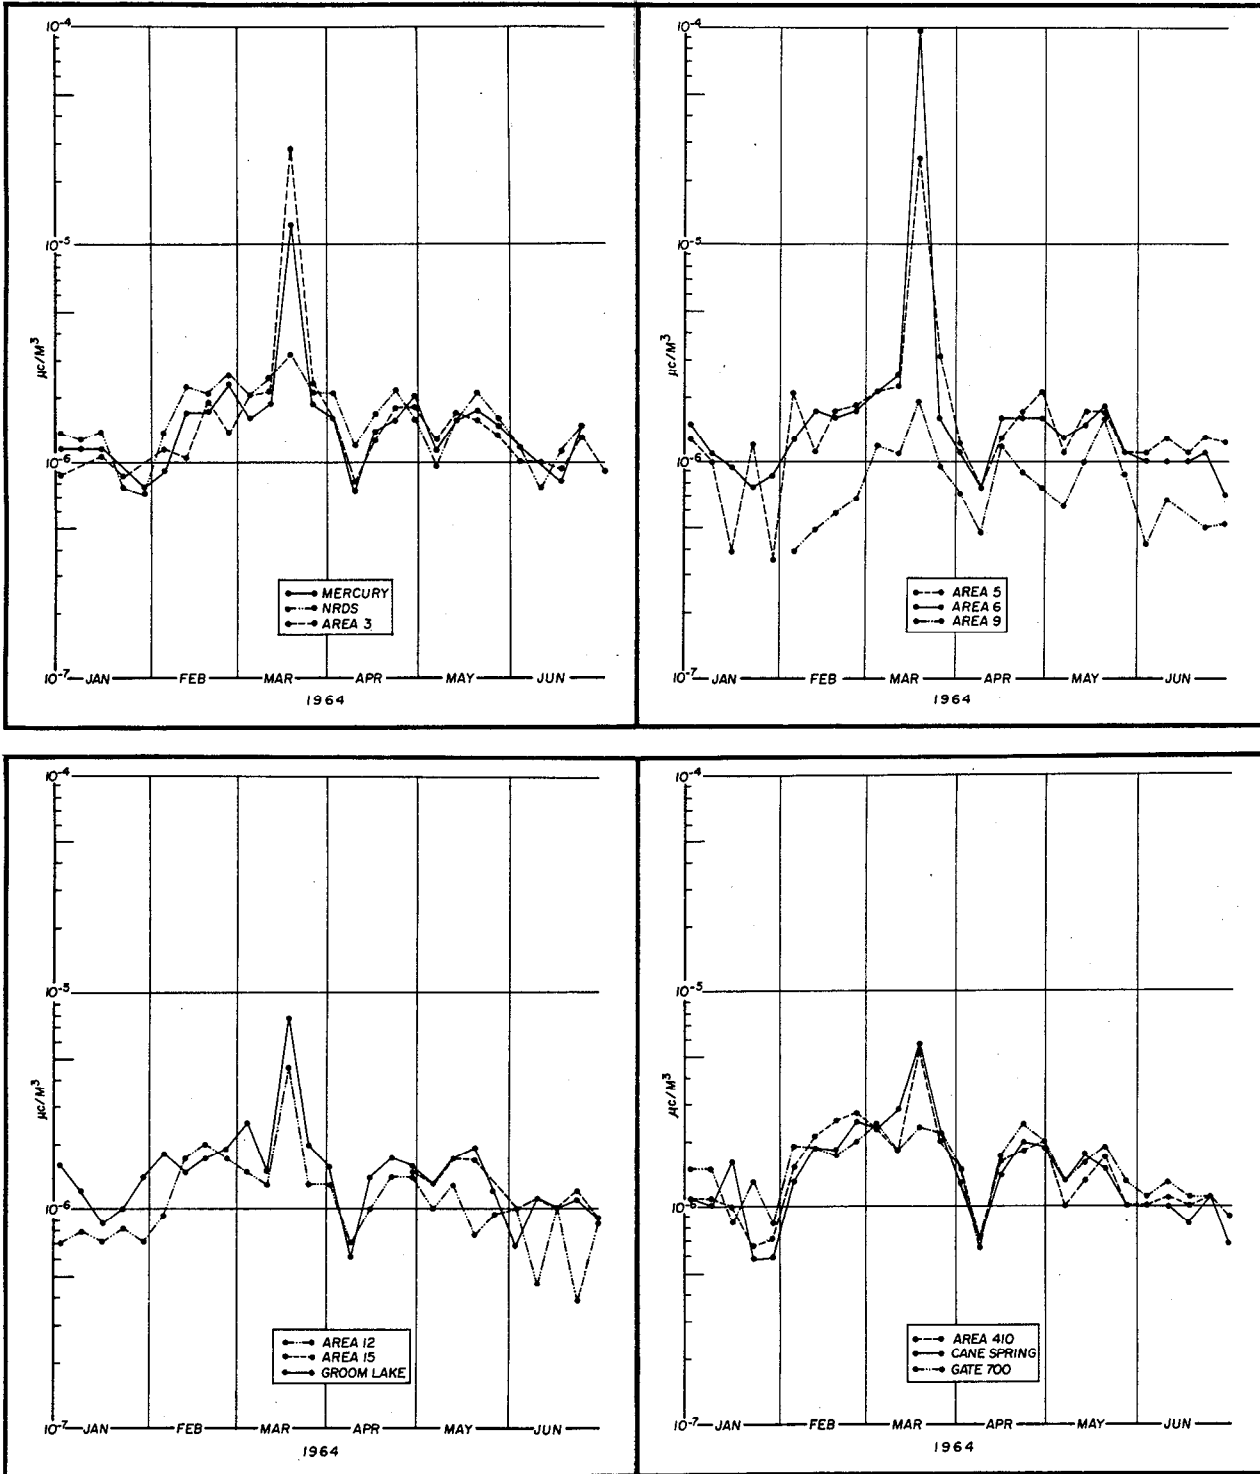 10-4
10-5
μc/M3
10-6
MERCURY
NRDS
AREA 3
10-7 JAN FEB MAR APR MAY JUN
1964
10-4
10-5
μc/M3
10-6
AREA 5
AREA 6
AREA 9
10-7 JAN FEB MAR APR MAY JUN
1964
10-4
10-5
μc/M3
10-6
AREA 12
AREA 15
GROOM LAKE
10-7 JAN FEB MAR APR MAY JUN
1964
10-4
10-5
μc/M3
10-6
AREA 410
CANE SPRING
GATE 700
10-7 JAN FEB MAR APR MAY JUN
1964